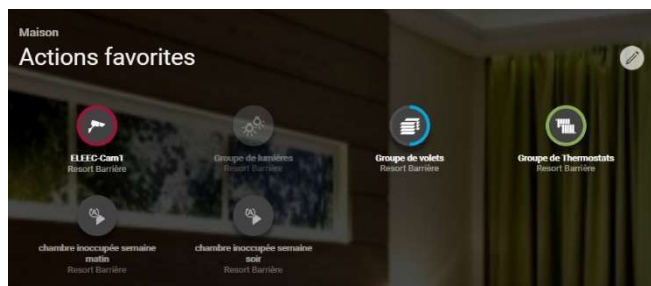 Maison
Actions favorites
ELEEC-Cam1
Resort Barrière
Groupe de lumières
Resort Barrière
Groupe de volets
Resort Barrière
Groupe de Thermostats
Resort Barrière
chambre inoccupée semaine
matin
Resort Barrière
chambre inoccupée semaine
soir
Resort Barrière